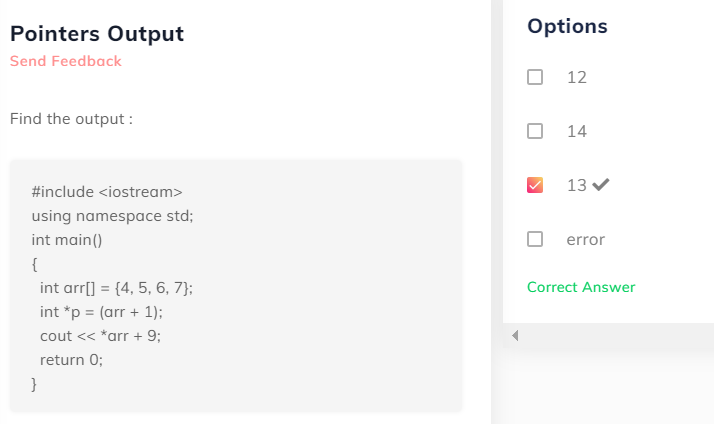 Pointers Output
Send Feedback
Find the output :
#include <iostream>
using namespace std;
int main()
{
int arr[] = {4, 5, 6, 7};
int *p = (arr + 1);
cout << *arr + 9;
return 0;
}
Options
12
14
13
error
Correct Answer